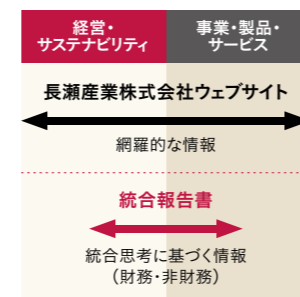 経営・
サステナビリティ
事業・製品・
サービス
長瀬産業株式会社ウェブサイト
網羅的な情報
統合報告書
統合思考に基づく情報
（財務・非財務）